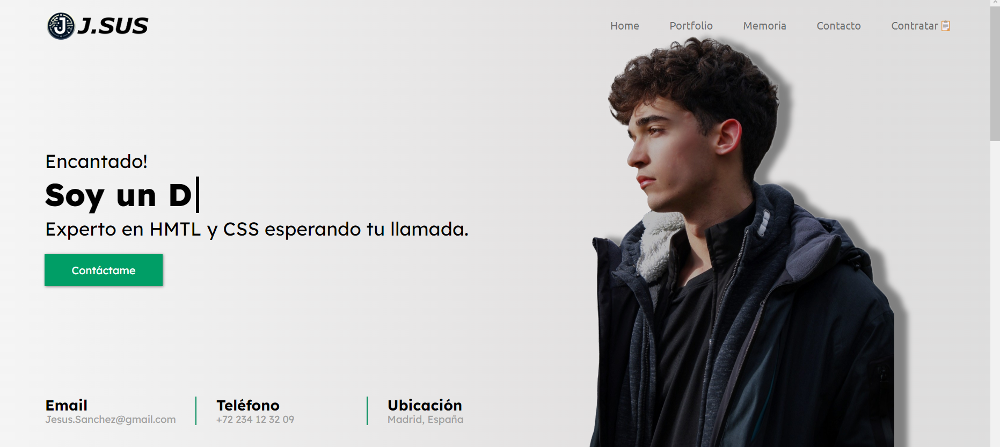 J J.SUS
Home Portfolio Memoria Contacto Contratar
Encantado!
Soy un D
Experto en HMTL y CSS esperando tu llamada.
Contáctame
Email Teléfono Ubicación
Jesus.Sanchez@gmail.com +72 234 12 32 09 Madrid, España